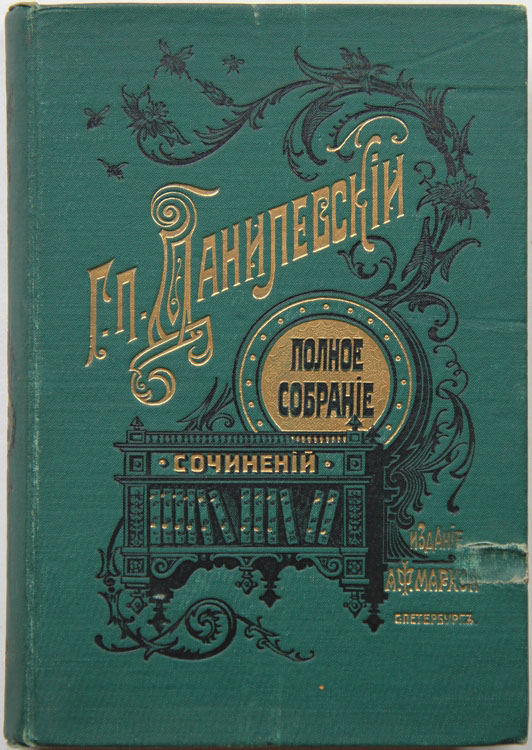 Г. П. ДАНИЛЕВСКІЙ
ПОЛНОЕ
СОБРАНІЕ
·СОЧИНЕНІЙ·
ИЗДАНІЕ
А.Ф.МАРКСА
С.ПЕТЕРБУРГЪ.